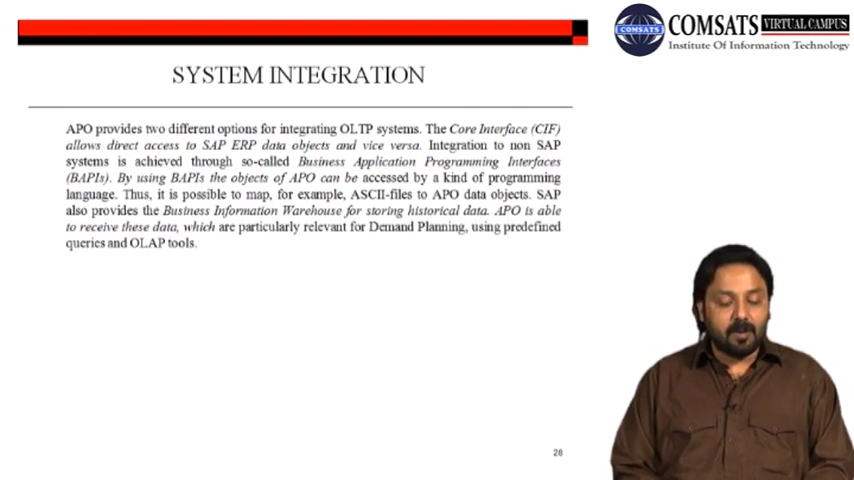 COMSATS
COMSATS VIRTUAL CAMPUS
Institute Of Information Technology
SYSTEM INTEGRATION
APO provides two different options for integrating OLTP systems. The Core Interface (CIF)
allows direct access to SAP ERP data objects and vice versa. Integration to non SAP
systems is achieved through so-called Business Application Programming Interfaces
(BAPIs). By using BAPIs the objects of APO can be accessed by a kind of programming
language. Thus, it is possible to map, for example, ASCII-files to APO data objects. SAP
also provides the Business Information Warehouse for storing historical data. APO is able
to receive these data, which are particularly relevant for Demand Planning, using predefined
queries and OLAP tools.
28